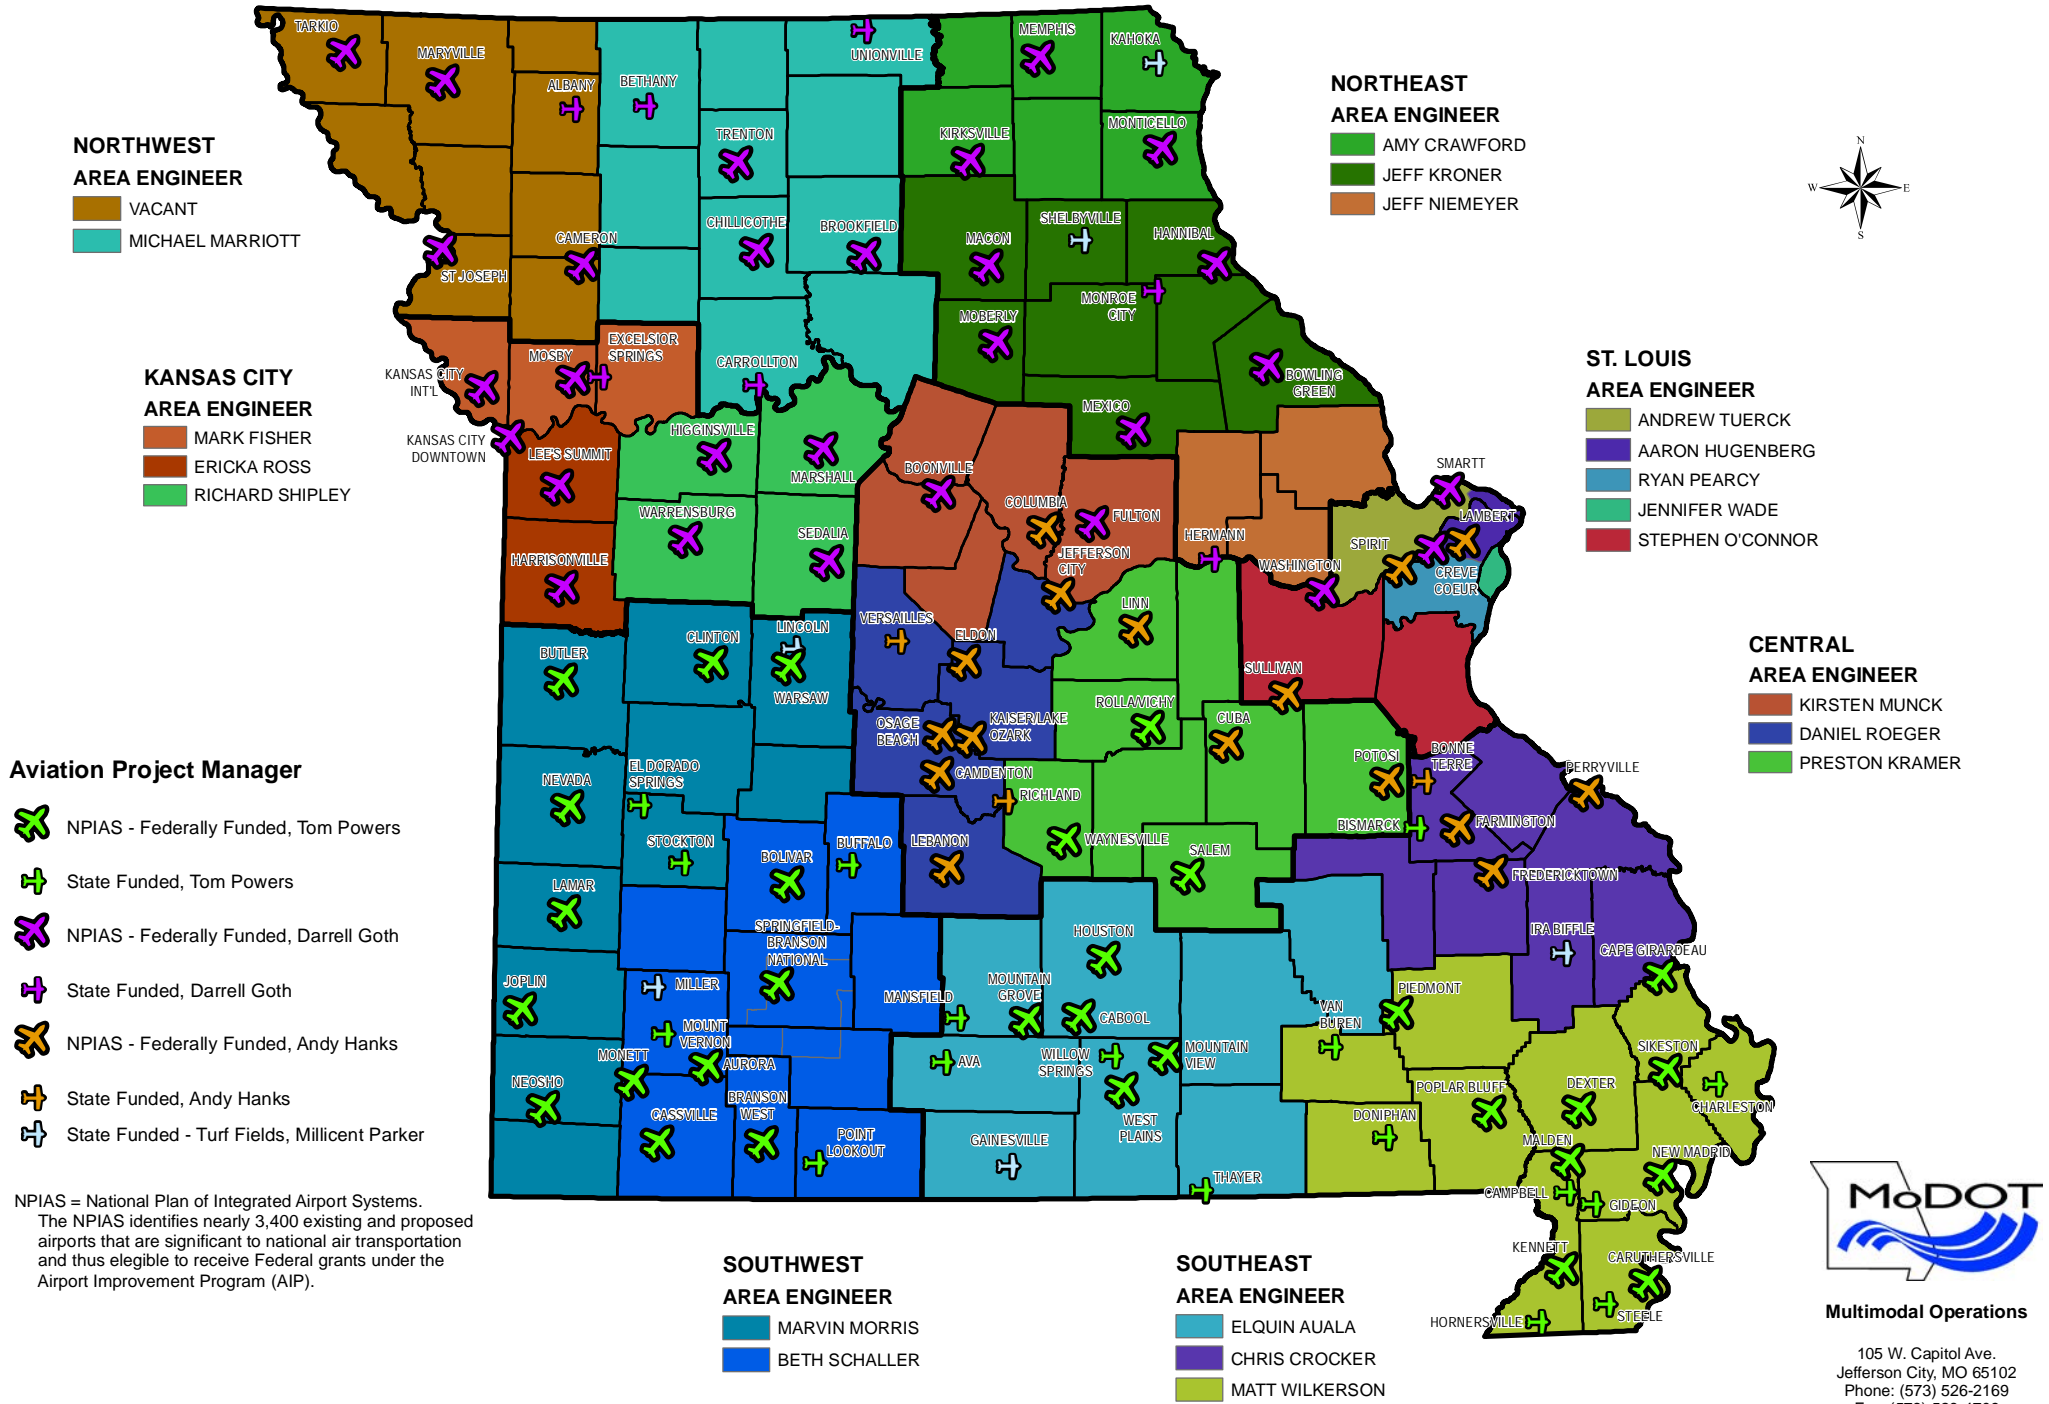 TARKIO
MARYVILLE
ALBANY
BETHANY
UNIONVILLE
MEMPHIS
KAHOKA
TRENTON
KIRKSVILLE
MONTICELLO
CHILLICOTHE
BROOKFIELD
CAMERON
ST JOSEPH
MACON
SHELBYVILLE
HANNIBAL
MONROE
CITY
MOBERLY
BOWLING
GREEN
MEXICO
EXCELSIOR
SPRINGS
MOSBY
KANSAS CITY
INT'L
CARROLLTON
KANSAS CITY
DOWNTOWN
LEE'S SUMMIT
HIGGINSVILLE
MARSHALL
BOONVILLE
WARRENSBURG
SEDALIA
HARRISONVILLE
COLUMBIA
FULTON
JEFFERSON
CITY
HERMANN
WASHINGTON
SPIRIT
SMARTT
LAMBERT
CREVE
COEUR
LINN
VERSAILLES
ELDON
LINCOLN
WARSAW
CLINTON
BUTLER
SULLIVAN
ROLLA/VICHY
CUBA
OSAGE
BEACH
KAISER/LAKE
OZARK
CAMDENTON
RICHLAND
POTOSI
BONNE
TERRE
PERRYVILLE
NEVADA
EL DORADO
SPRINGS
STOCKTON
BOLIVAR
BUFFALO
LEBANON
WAYNESVILLE
SALEM
BISMARCK
FARMINGTON
FREDERICKTOWN
LAMAR
SPRINGFIELD-
BRANSON
NATIONAL
HOUSTON
IRA BIFFLE
CAPE GIRARDEAU
JOPLIN
MILLER
MANSFIELD
MOUNTAIN
GROVE
CABOOL
VAN
BUREN
PIEDMONT
MOUNT
VERNON
MONETT
AURORA
AVA
WILLOW
SPRINGS
MOUNTAIN
VIEW
SIKESTON
NEOSHO
CASSVILLE
BRANSON
WEST
POINT
LOOKOUT
GAINESVILLE
WEST
PLAINS
THAYER
DONIPHAN
POPLAR BLUFF
DEXTER
CHARLESTON
MALDEN
NEW MADRID
CAMPBELL
GIDEON
KENNETT
CARUTHERSVILLE
HORNERSVILLE
STEELE
NORTHWEST
AREA ENGINEER
VACANT
MICHAEL MARRIOTT
KANSAS CITY
AREA ENGINEER
MARK FISHER
ERICKA ROSS
RICHARD SHIPLEY
NORTHEAST
AREA ENGINEER
AMY CRAWFORD
JEFF KRONER
JEFF NIEMEYER
N
W
E
S
ST. LOUIS
AREA ENGINEER
ANDREW TUERCK
AARON HUGENBERG
RYAN PEARCY
JENNIFER WADE
STEPHEN O'CONNOR
CENTRAL
AREA ENGINEER
KIRSTEN MUNCK
DANIEL ROEGER
PRESTON KRAMER
Aviation Project Manager
NPIAS - Federally Funded, Tom Powers
State Funded, Tom Powers
NPIAS - Federally Funded, Darrell Goth
State Funded, Darrell Goth
NPIAS - Federally Funded, Andy Hanks
State Funded, Andy Hanks
State Funded - Turf Fields, Millicent Parker
NPIAS = National Plan of Integrated Airport Systems.
The NPIAS identifies nearly 3,400 existing and proposed
airports that are significant to national air transportation
and thus elegible to receive Federal grants under the
Airport Improvement Program (AIP).
SOUTHWEST
AREA ENGINEER
MARVIN MORRIS
BETH SCHALLER
SOUTHEAST
AREA ENGINEER
ELQUIN AUALA
CHRIS CROCKER
MATT WILKERSON
MoDOT
Multimodal Operations
105 W. Capitol Ave.
Jefferson City, MO 65102
Phone: (573) 526-2169